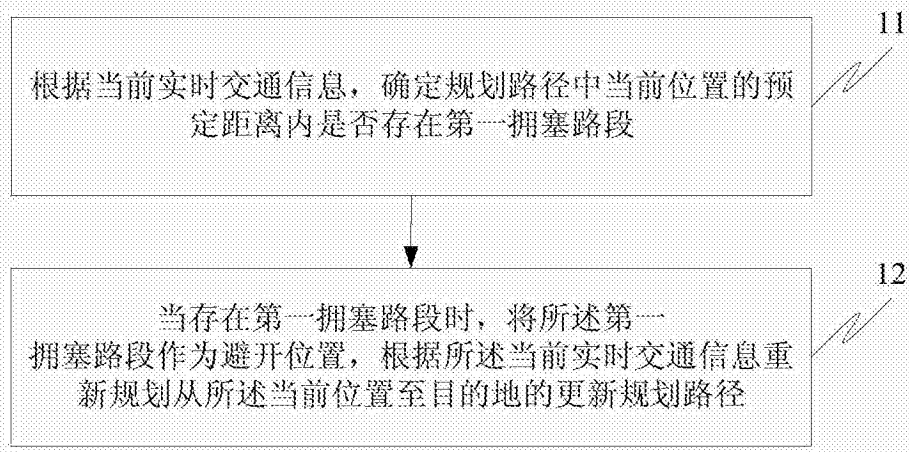 11
根据当前实时交通信息，确定规划路径中当前位置的预
定距离内是否存在第一拥塞路段
12
当存在第一拥塞路段时，将所述第一
拥塞路段作为避开位置，根据所述当前实时交通信息重
新规划从所述当前位置至目的地的更新规划路径